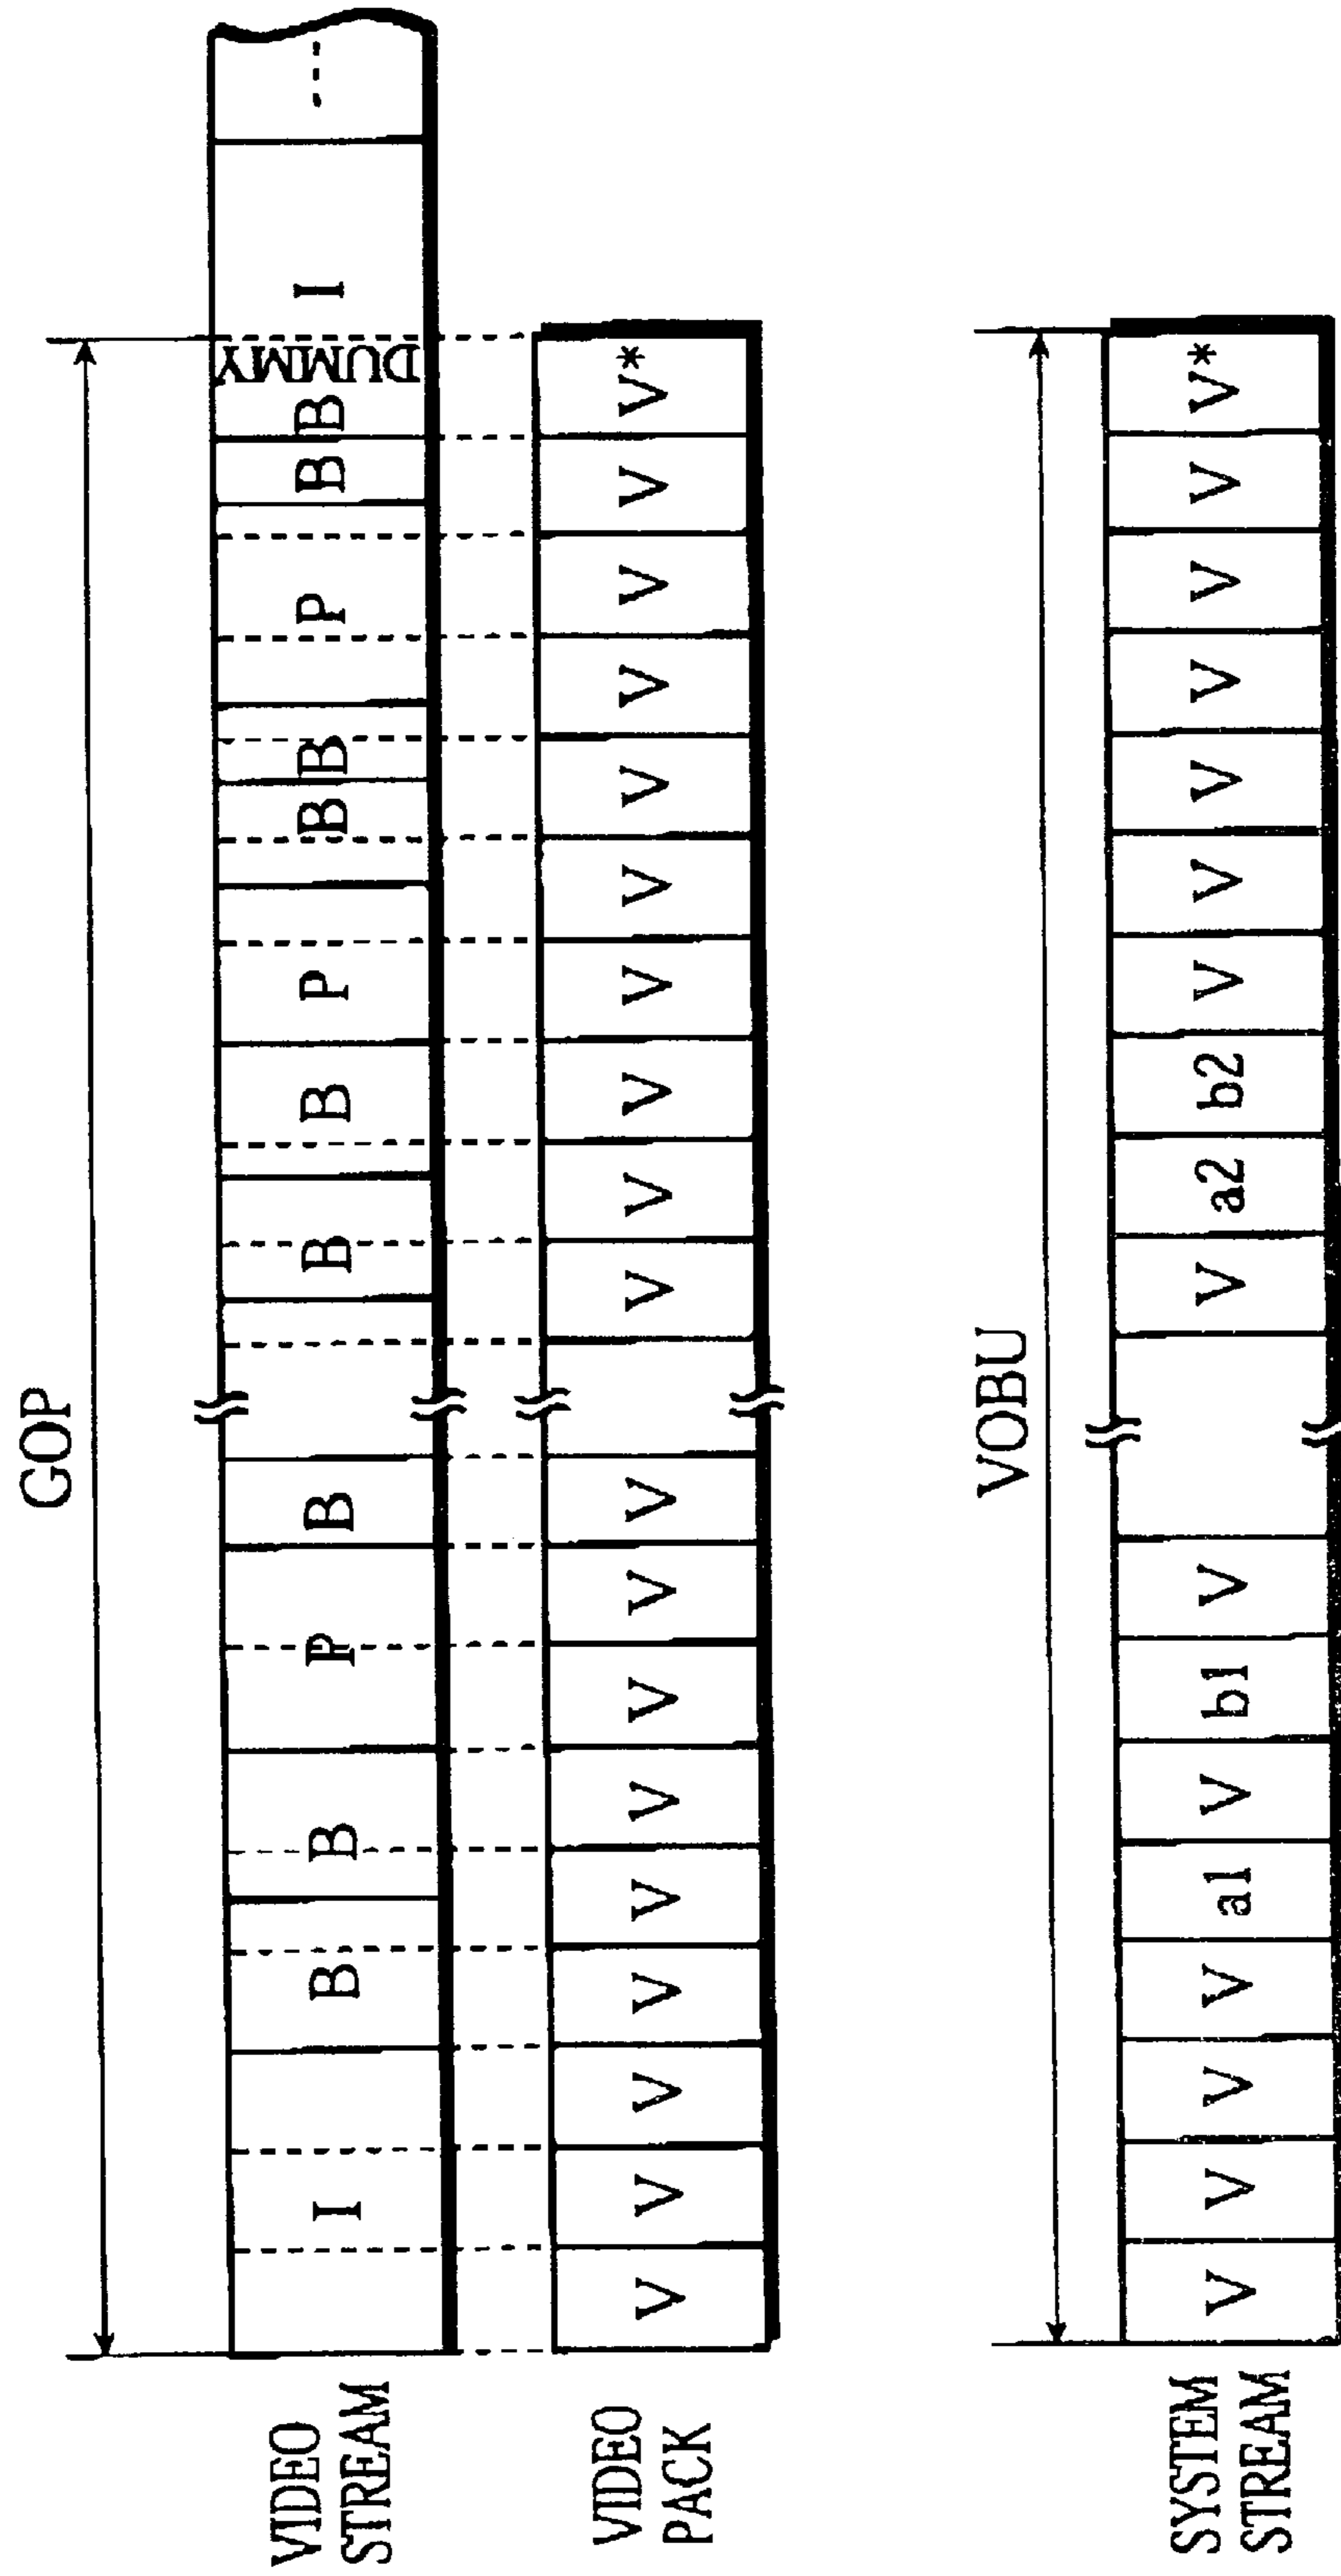 GOP
VIDEO STREAM
I B B P B B B P B B P B B DUMMY I ---
VIDEO PACK
V V V V V V V V V V V V V V V V V V V*
VOBU
SYSTEM STREAM
V V V V a1 V b1 V V a2 b2 V V V V V V V*